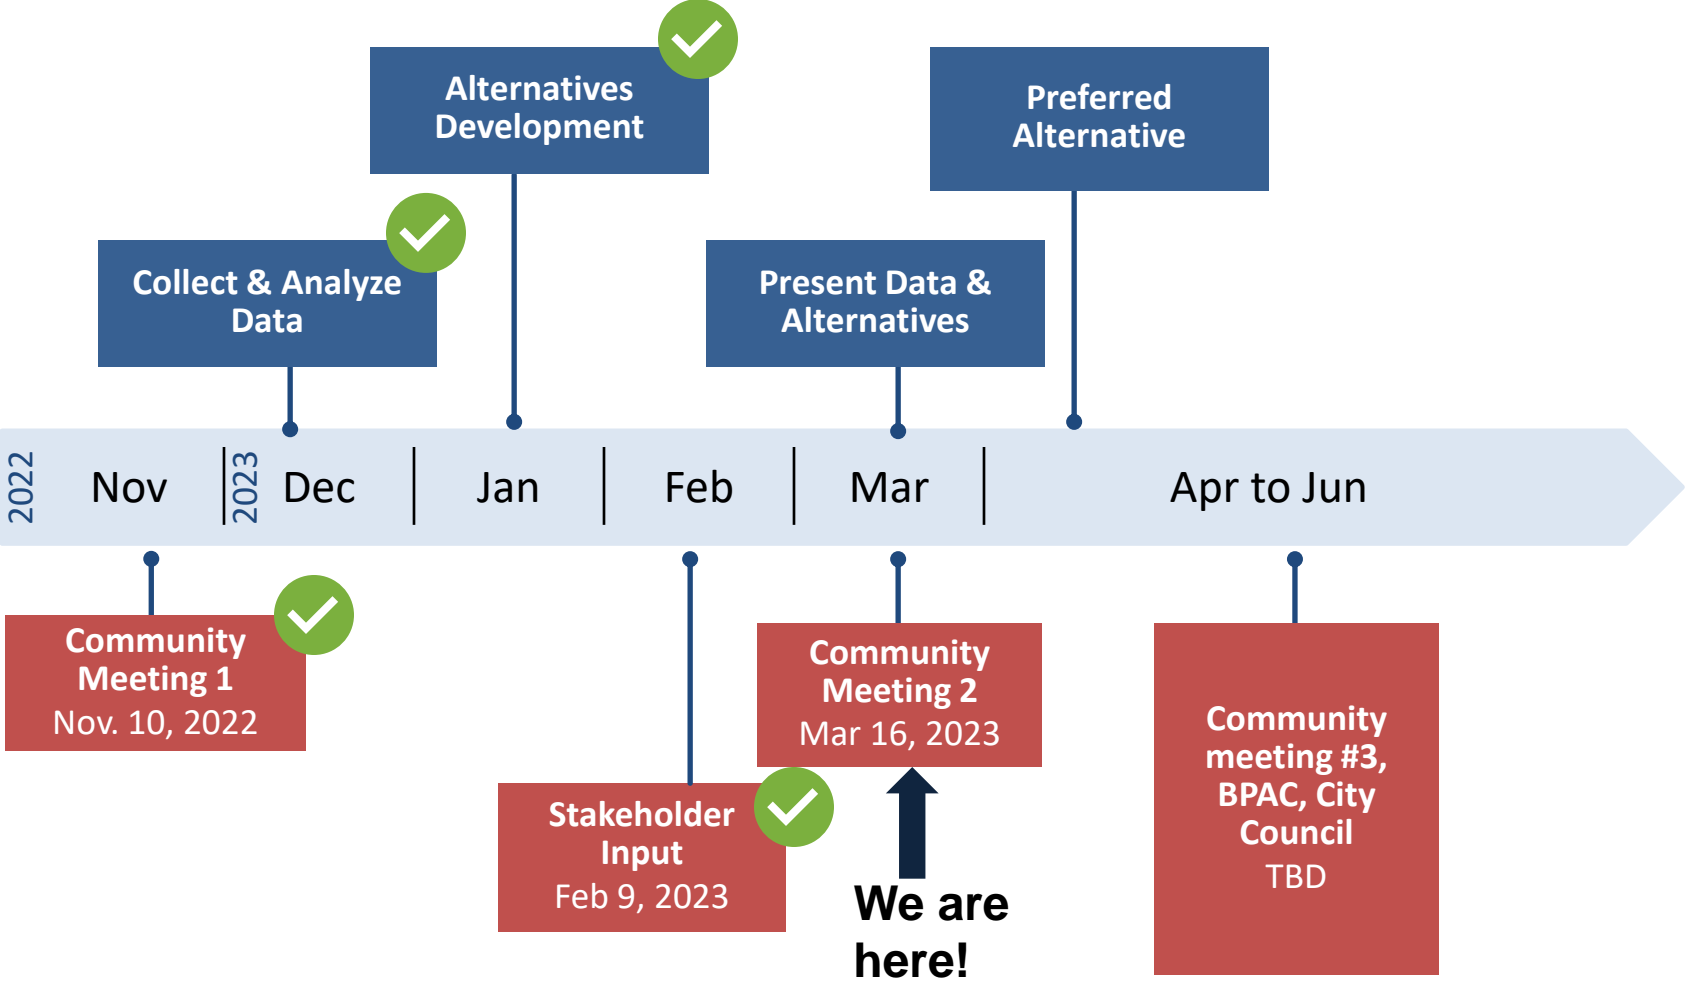 Alternatives
Development
Preferred
Alternative
Collect & Analyze
Data
Present Data &
Alternatives
2022
Nov
2023
Dec
Jan
Feb
Mar
Apr to Jun
Community
Meeting 1
Nov. 10, 2022
Stakeholder
Input
Feb 9, 2023
Community
Meeting 2
Mar 16, 2023
We are
here!
Community
meeting #3,
BPAC, City
Council
TBD